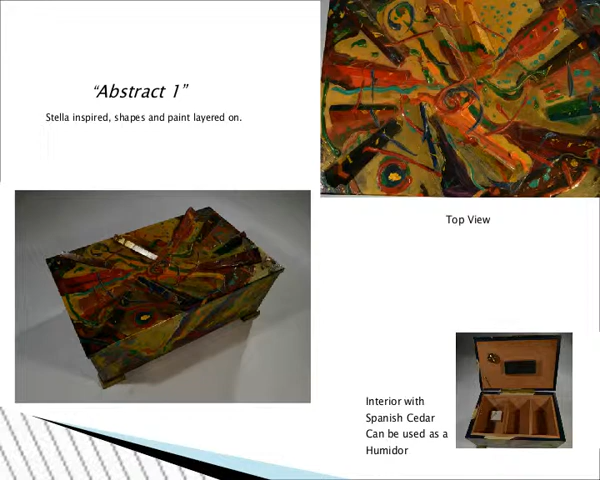 “Abstract 1”
Stella inspired, shapes and paint layered on.
Top View
Interior with
Spanish Cedar
Can be used as a
Humidor